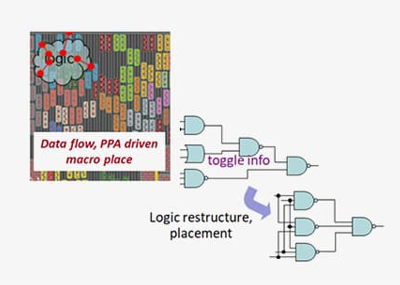 logic
Data flow, PPA driven
macro place
toggle info
Logic restructure,
placement